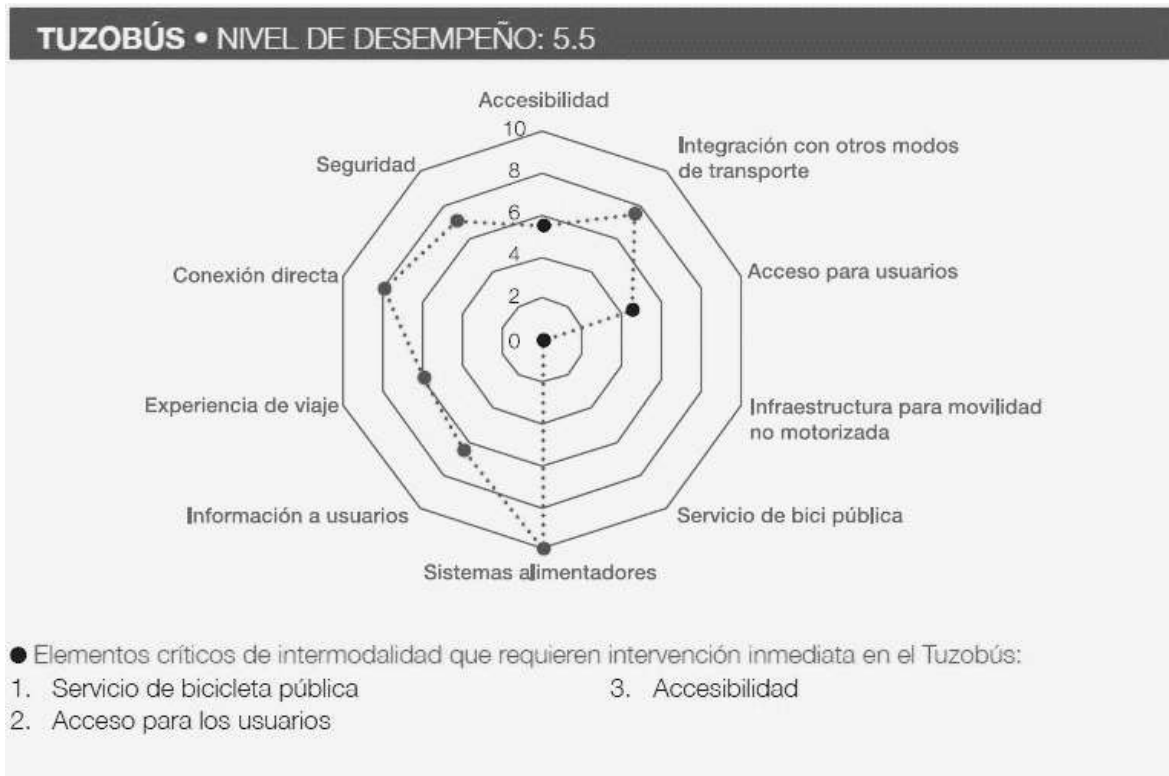 TUZOBÚS • NIVEL DE DESEMPEÑO: 5.5
Accesibilidad
10
Integración con otros modos
de transporte
Seguridad
8
6
Conexión directa
Acceso para usuarios
4
2
0
Experiencia de viaje
Infraestructura para movilidad
no motorizada
Información a usuarios
Servicio de bici pública
Sistemas alimentadores
● Elementos críticos de intermodalidad que requieren intervención inmediata en el Tuzobús:
1. Servicio de bicicleta pública
2. Acceso para los usuarios
3. Accesibilidad